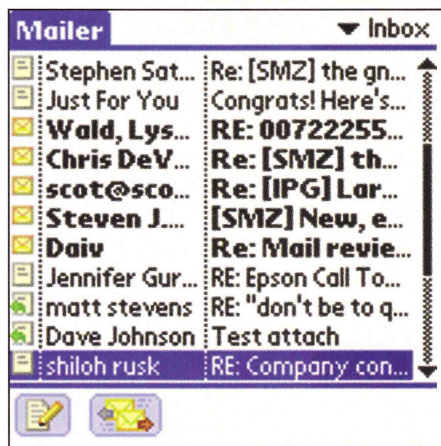 Mailer Inbox
Stephen Sat... Re: [SMZ] the gn...
Just For You Congrats! Here's...
Wald, Lys... RE: 00722255...
Chris DeV... Re: [SMZ] th...
scot@sco... Re: [IPG] Lar...
Steven J.... [SMZ] New, e...
Daiv Re: Mail revie...
Jennifer Gur... RE: Epson Call To...
matt stevens RE: "don't be to q...
Dave Johnson Test attach
shiloh rusk RE: Company con...